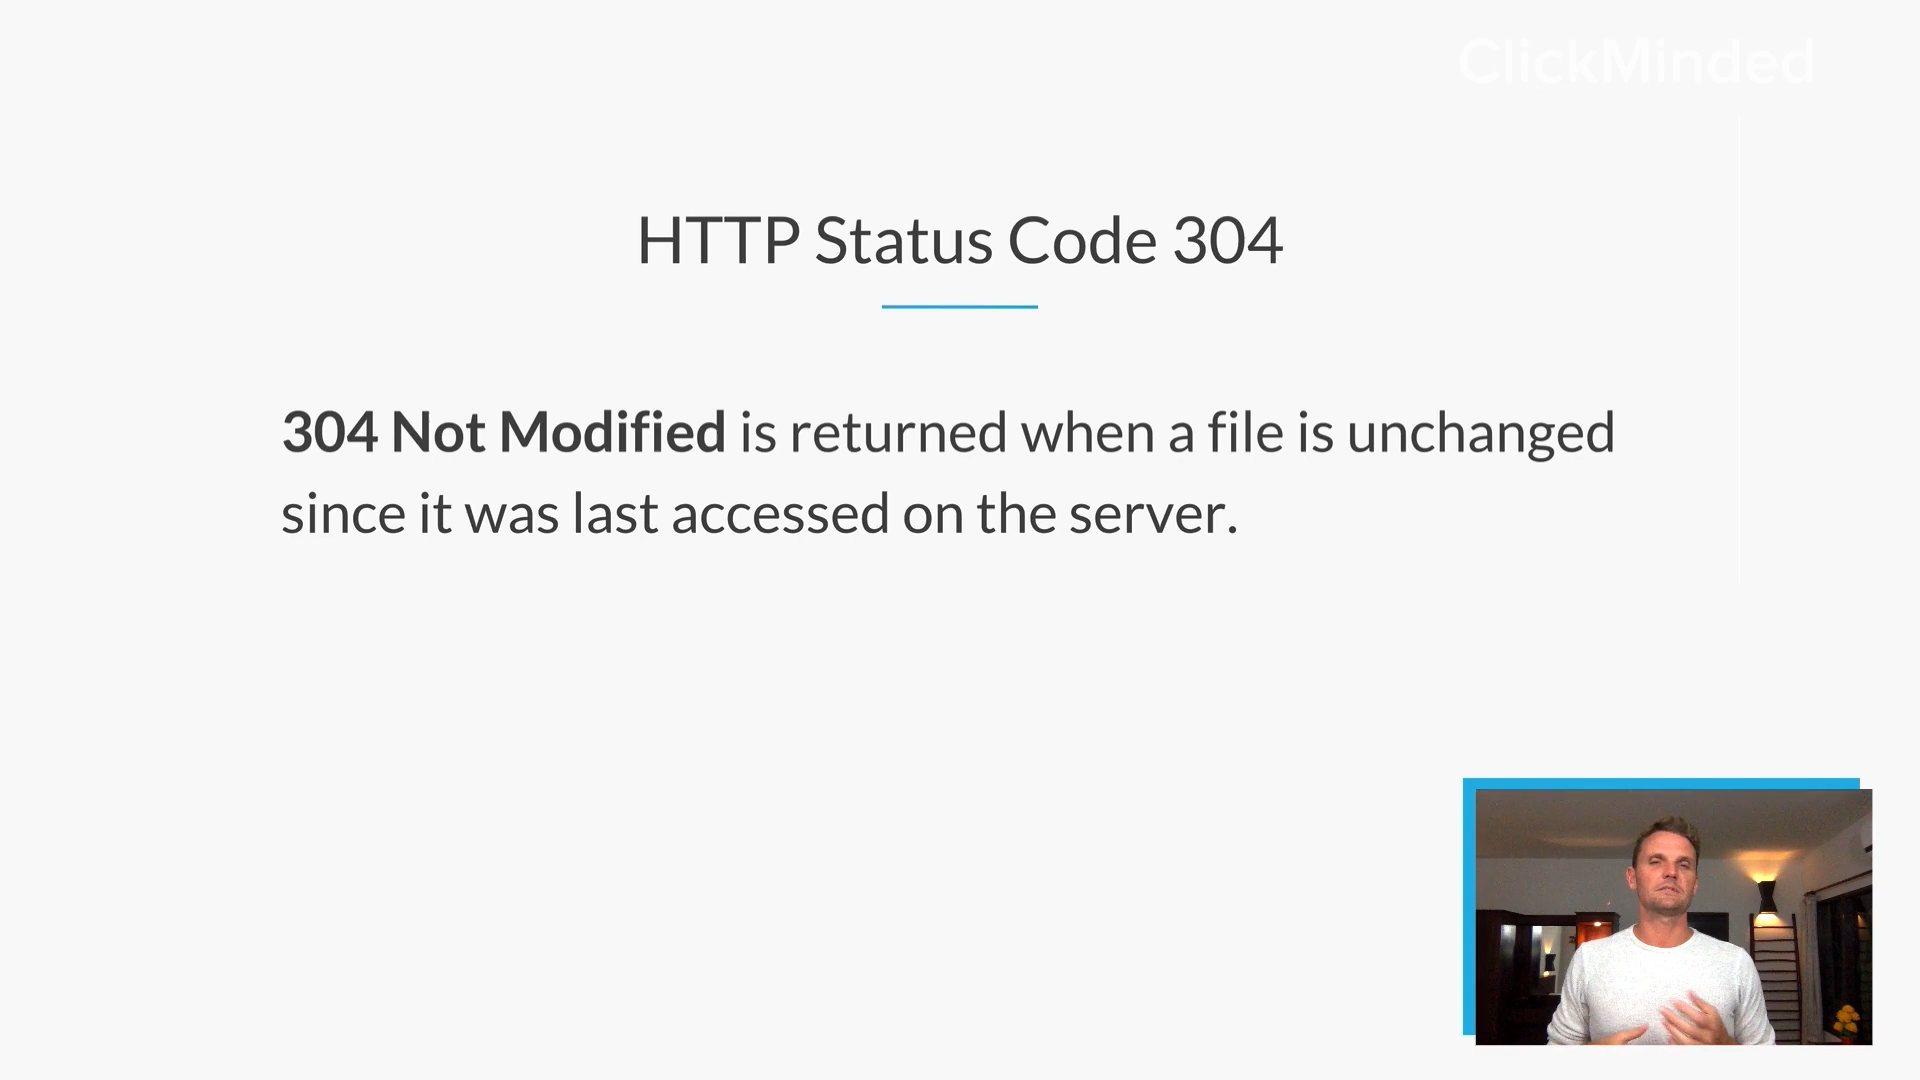 ClickMinded
HTTP Status Code 304
304 Not Modified is returned when a file is unchanged
since it was last accessed on the server.